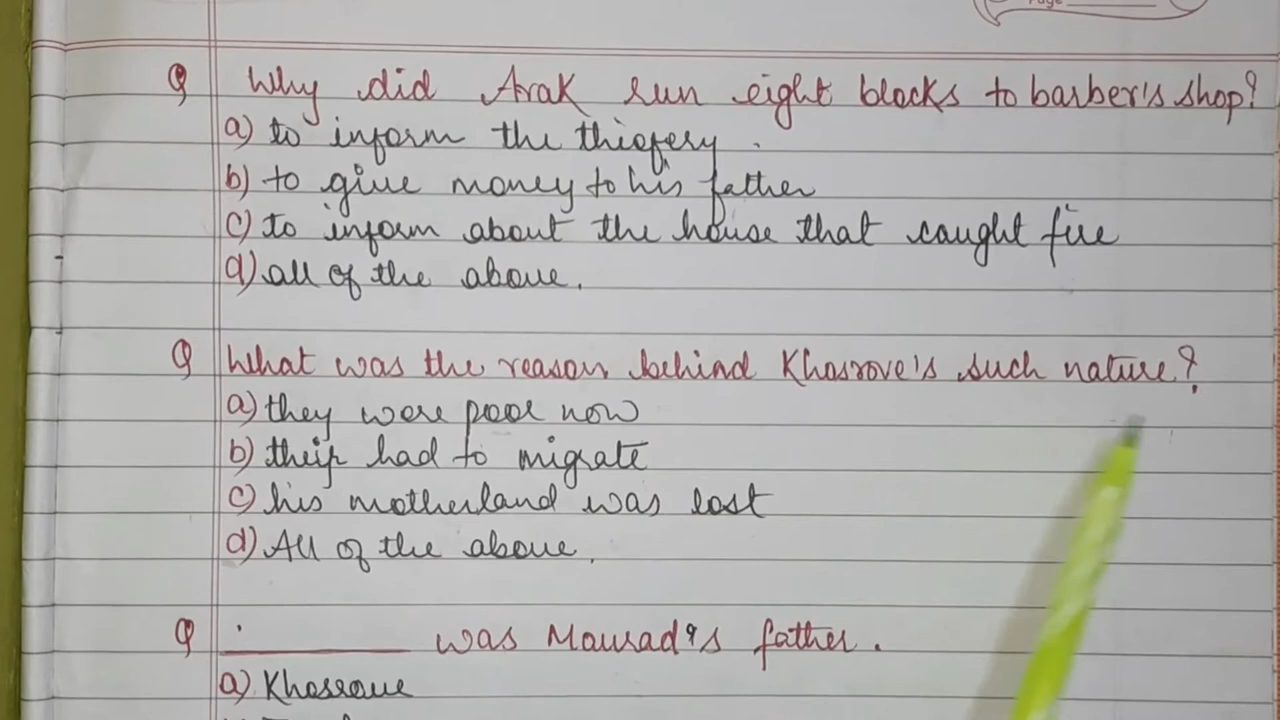 Page
Q Why did Arak run eight blocks to barber's shop?
a) to inform the thiefery.
b) to give money to his father
c) to inform about the house that caught fire
d) all of the above.
Q What was the reason behind Khosrove's such nature?
a) they were poor now
b) their had to migrate
c) his motherland was lost
d) All of the above.
Q ________ was Mourad's father.
a) Khosrove